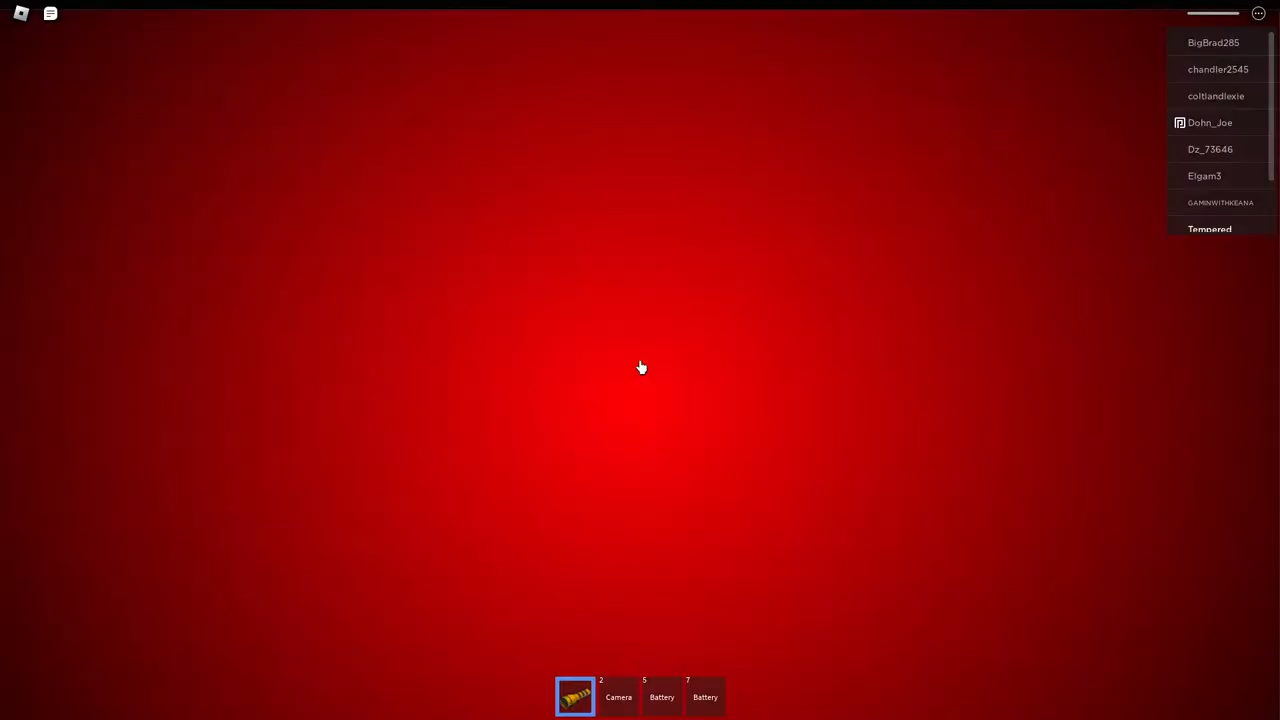 BigBrad285
chandler2545
coltlandlexie
Dohn_Joe
Dz_73646
Elgam3
GAMINWITHKEANA
Tempered
2
Camera
5
Battery
7
Battery